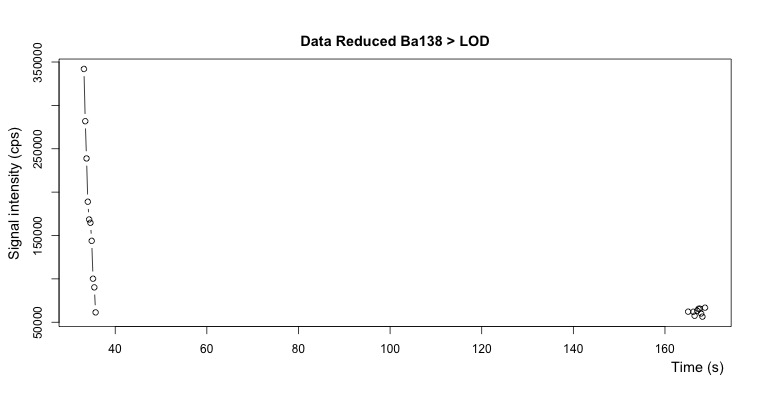 Data Reduced Ba138 > LOD
Signal intensity (cps)
350000
250000
150000
50000
40 60 80 100 120 140 160
Time (s)